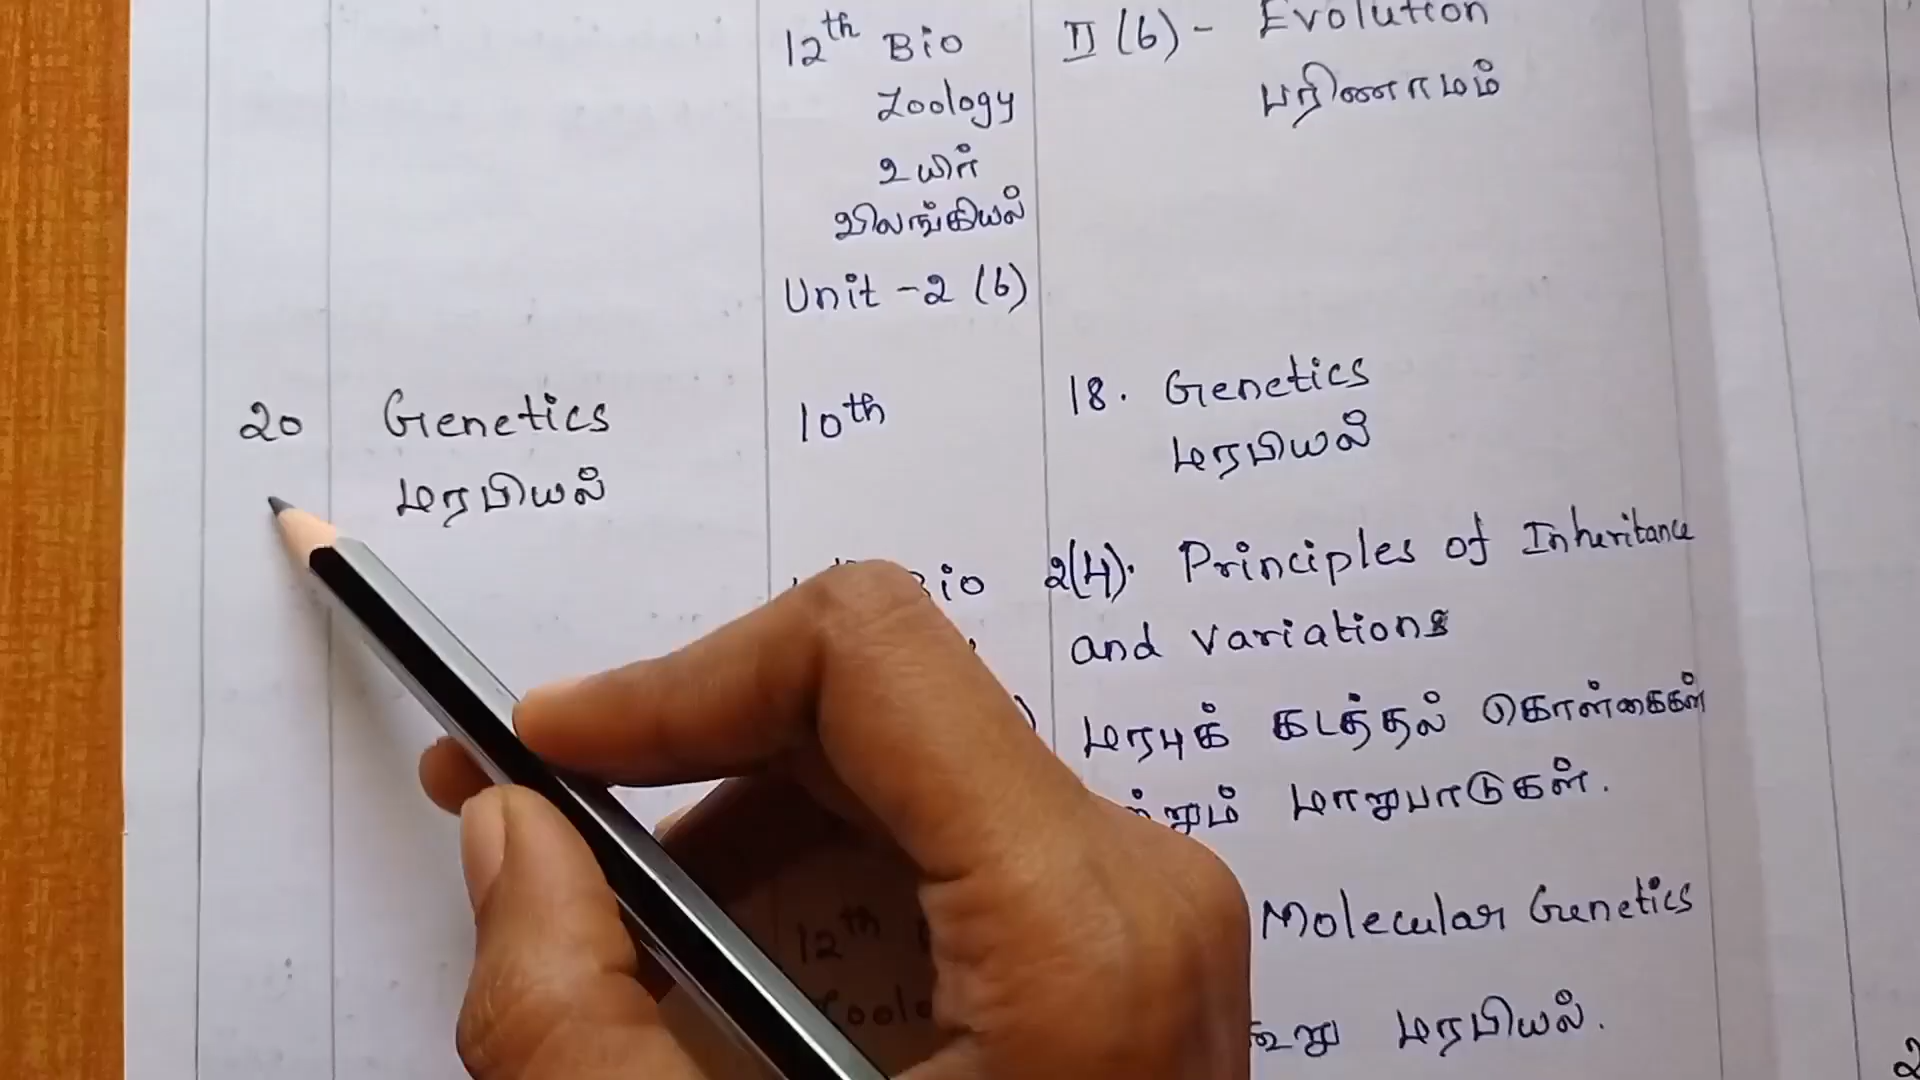 12th Bio II (6) - Evolution
Zoology பரிணாமம்
உயிர்
விலங்கியல்
Unit - 2 (6)
20 Genetics 10th 18. Genetics
மரபியல் மரபியல்
Bio 2(4). Principles of Inheritance
and variations
மரபுக் கடத்தல் கொள்கைகள்
மாறுபாடுகள்.
12th Molecular Genetics
மரபியல்.